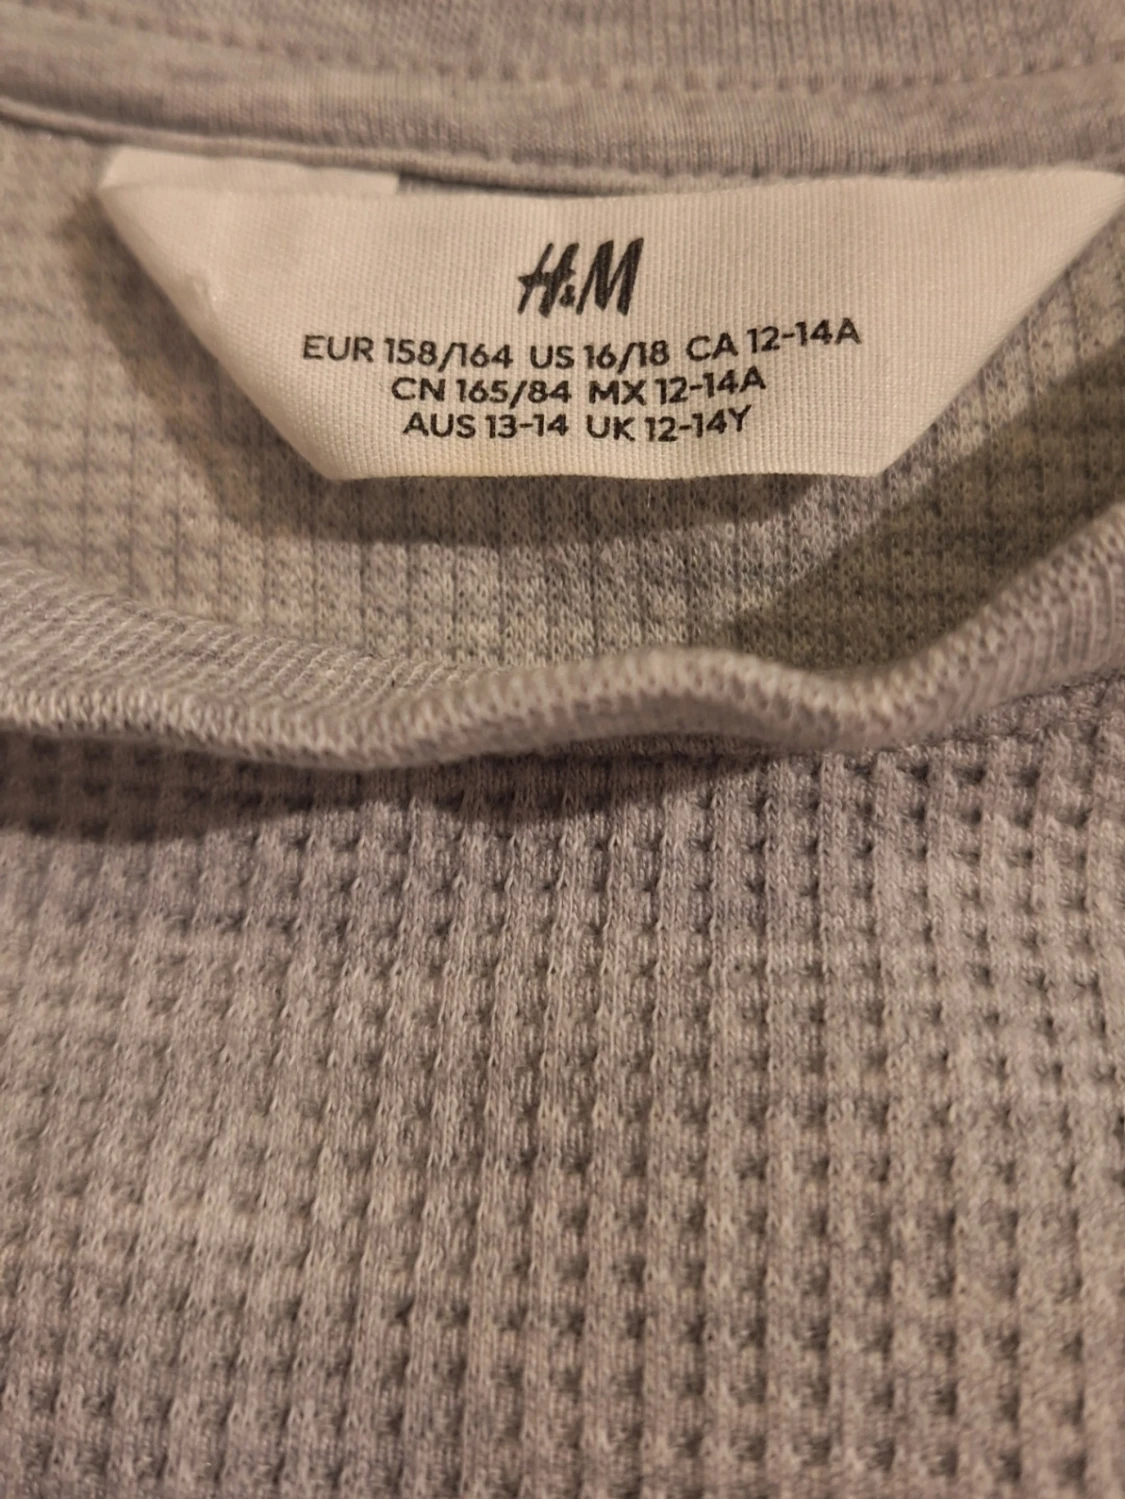 H&M
EUR 158/164 US 16/18 CA 12-14A
CN 165/84 MX 12-14A
AUS 13-14 UK 12-14Y